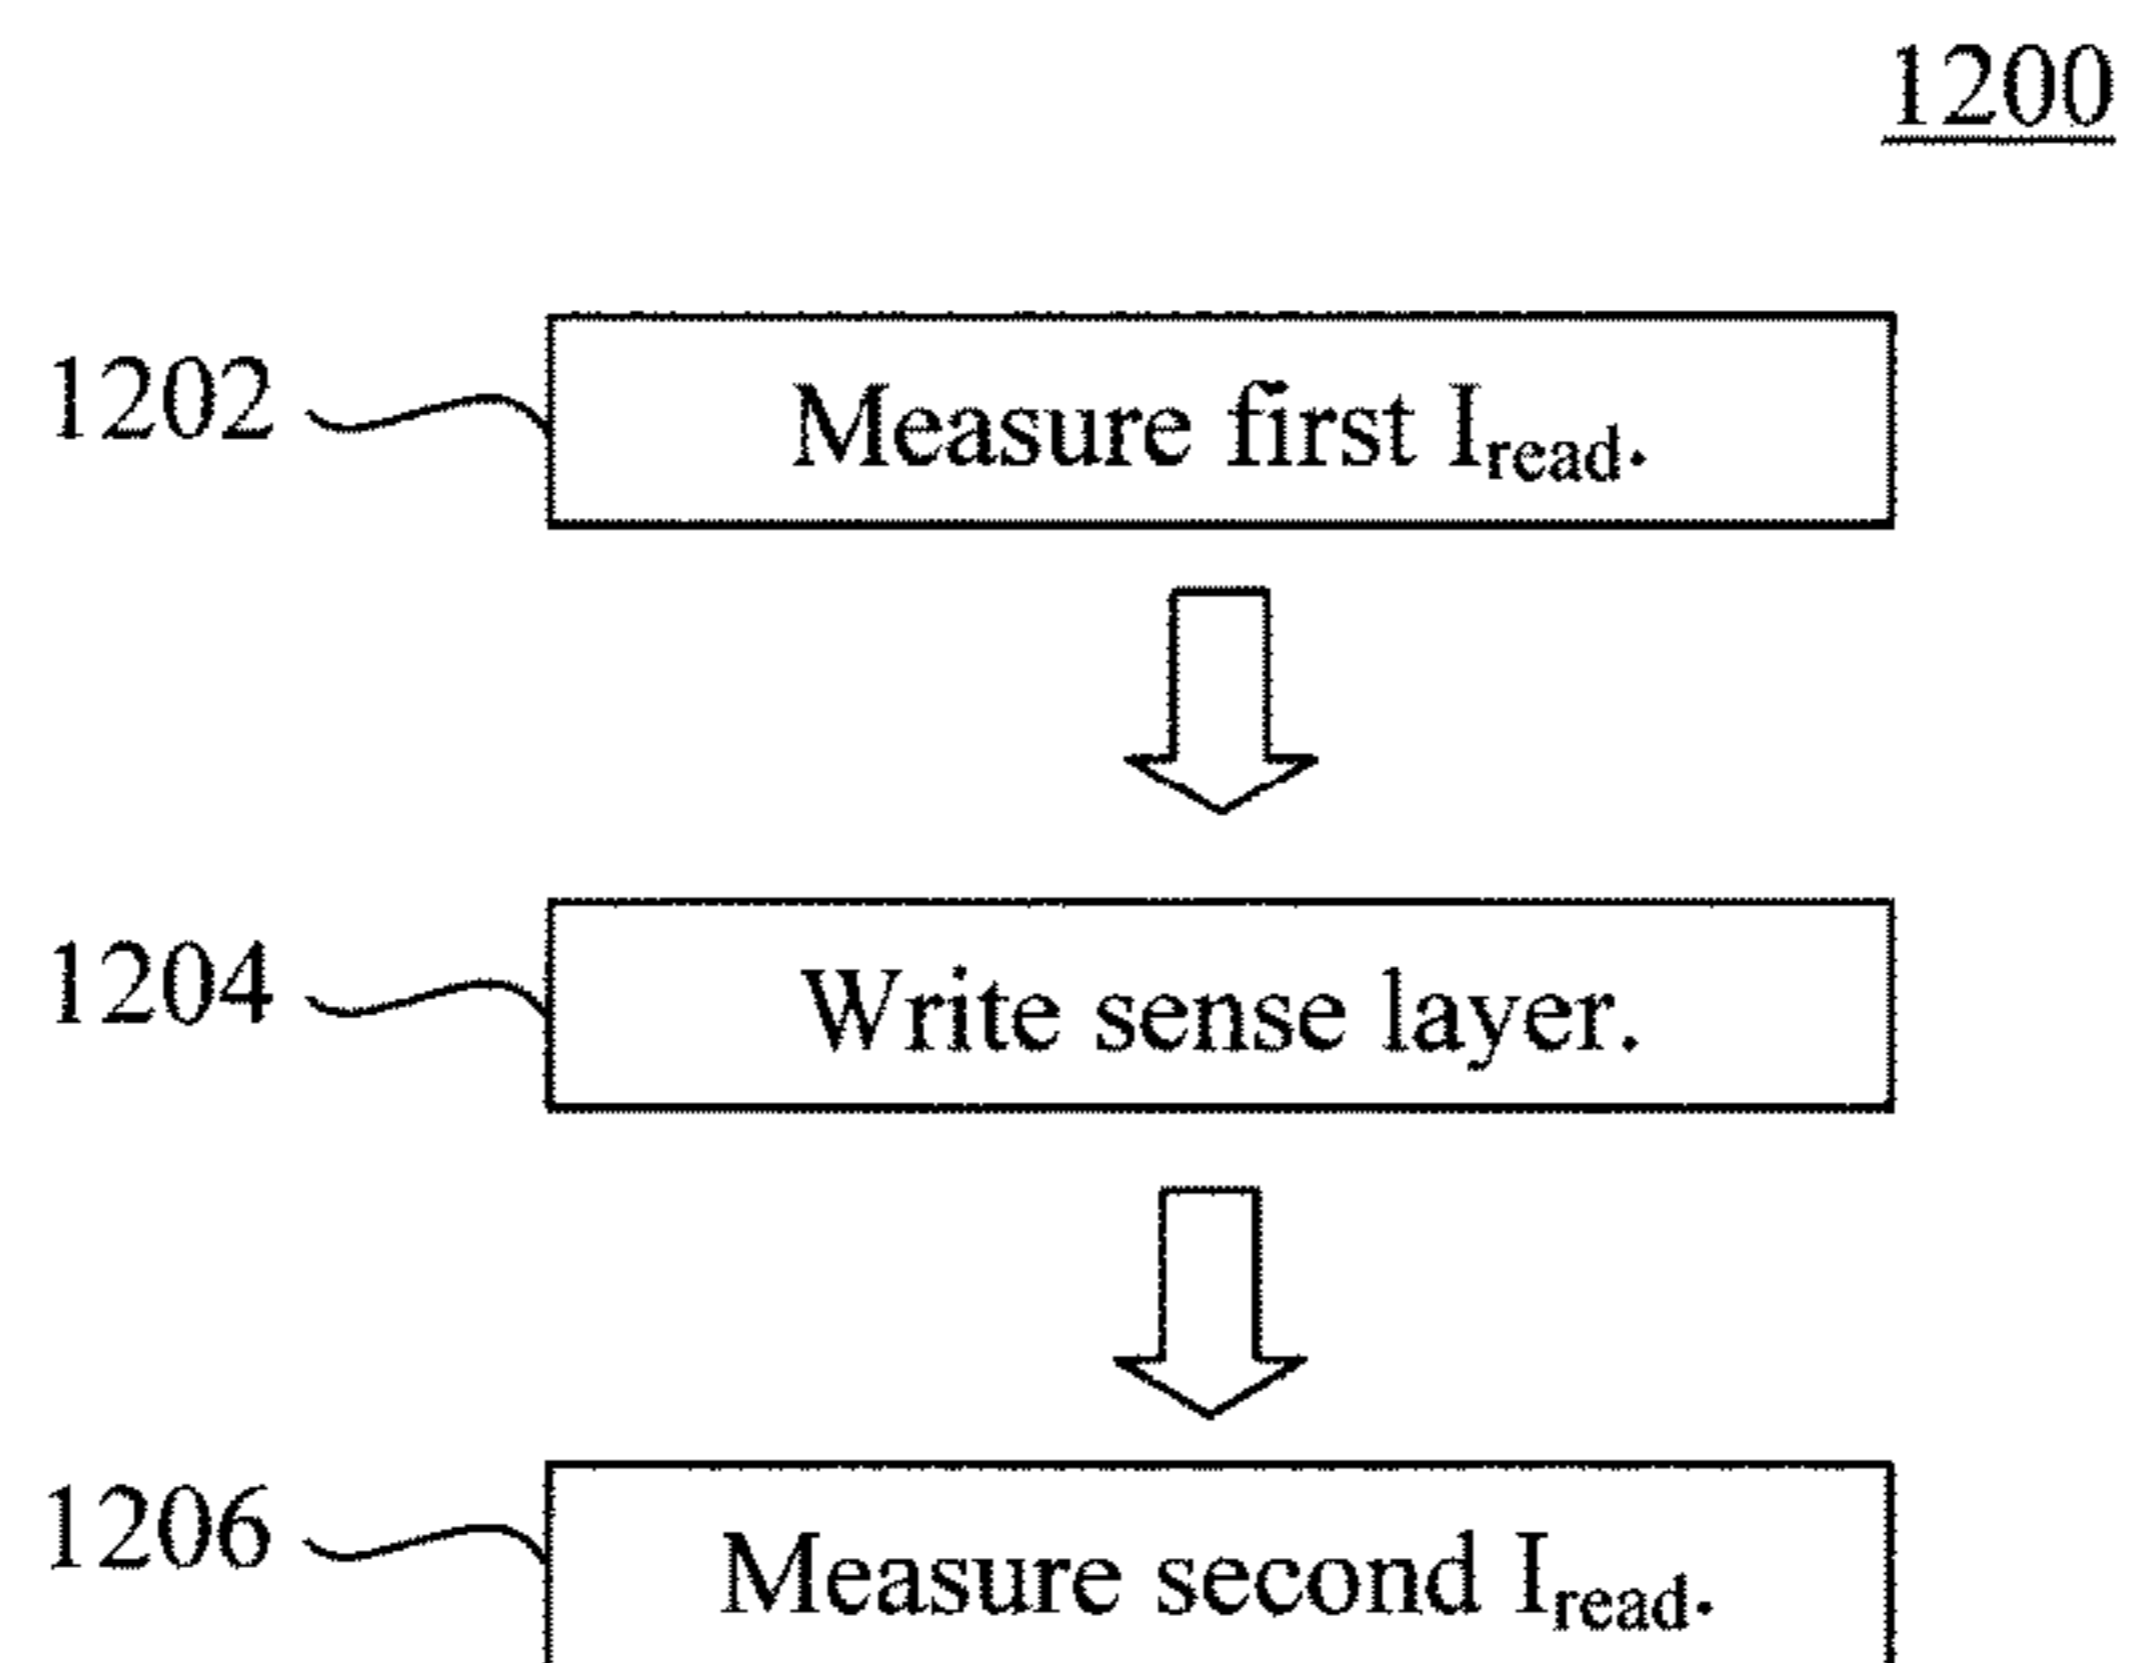 1200
1202 Measure first Iread.
1204 Write sense layer.
1206 Measure second Iread.